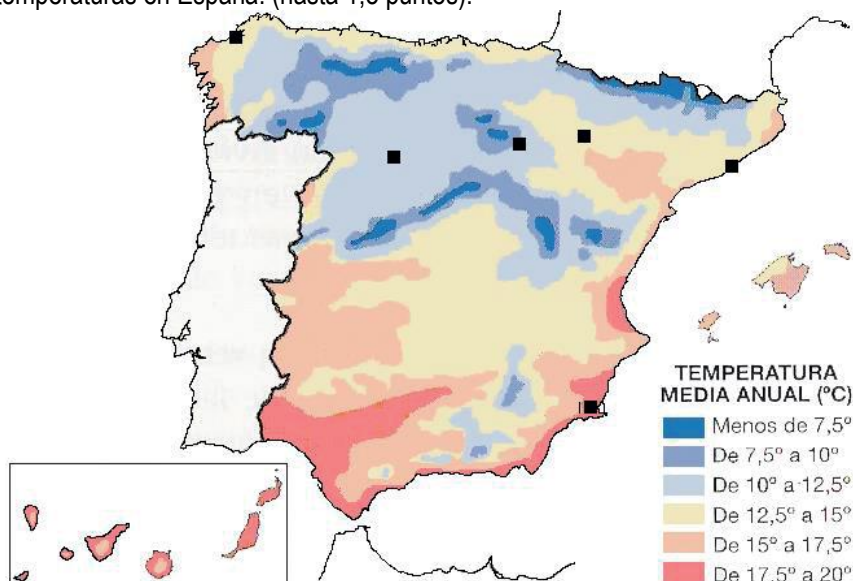 temperaturas en España. (hasta 1,5 puntos).
TEMPERATURA
MEDIA ANUAL (ºC)
Menos de 7,5º
De 7,5º a 10º
De 10º a 12,5º
De 12,5º a 15º
De 15º a 17,5º
De 17,5º a 20º